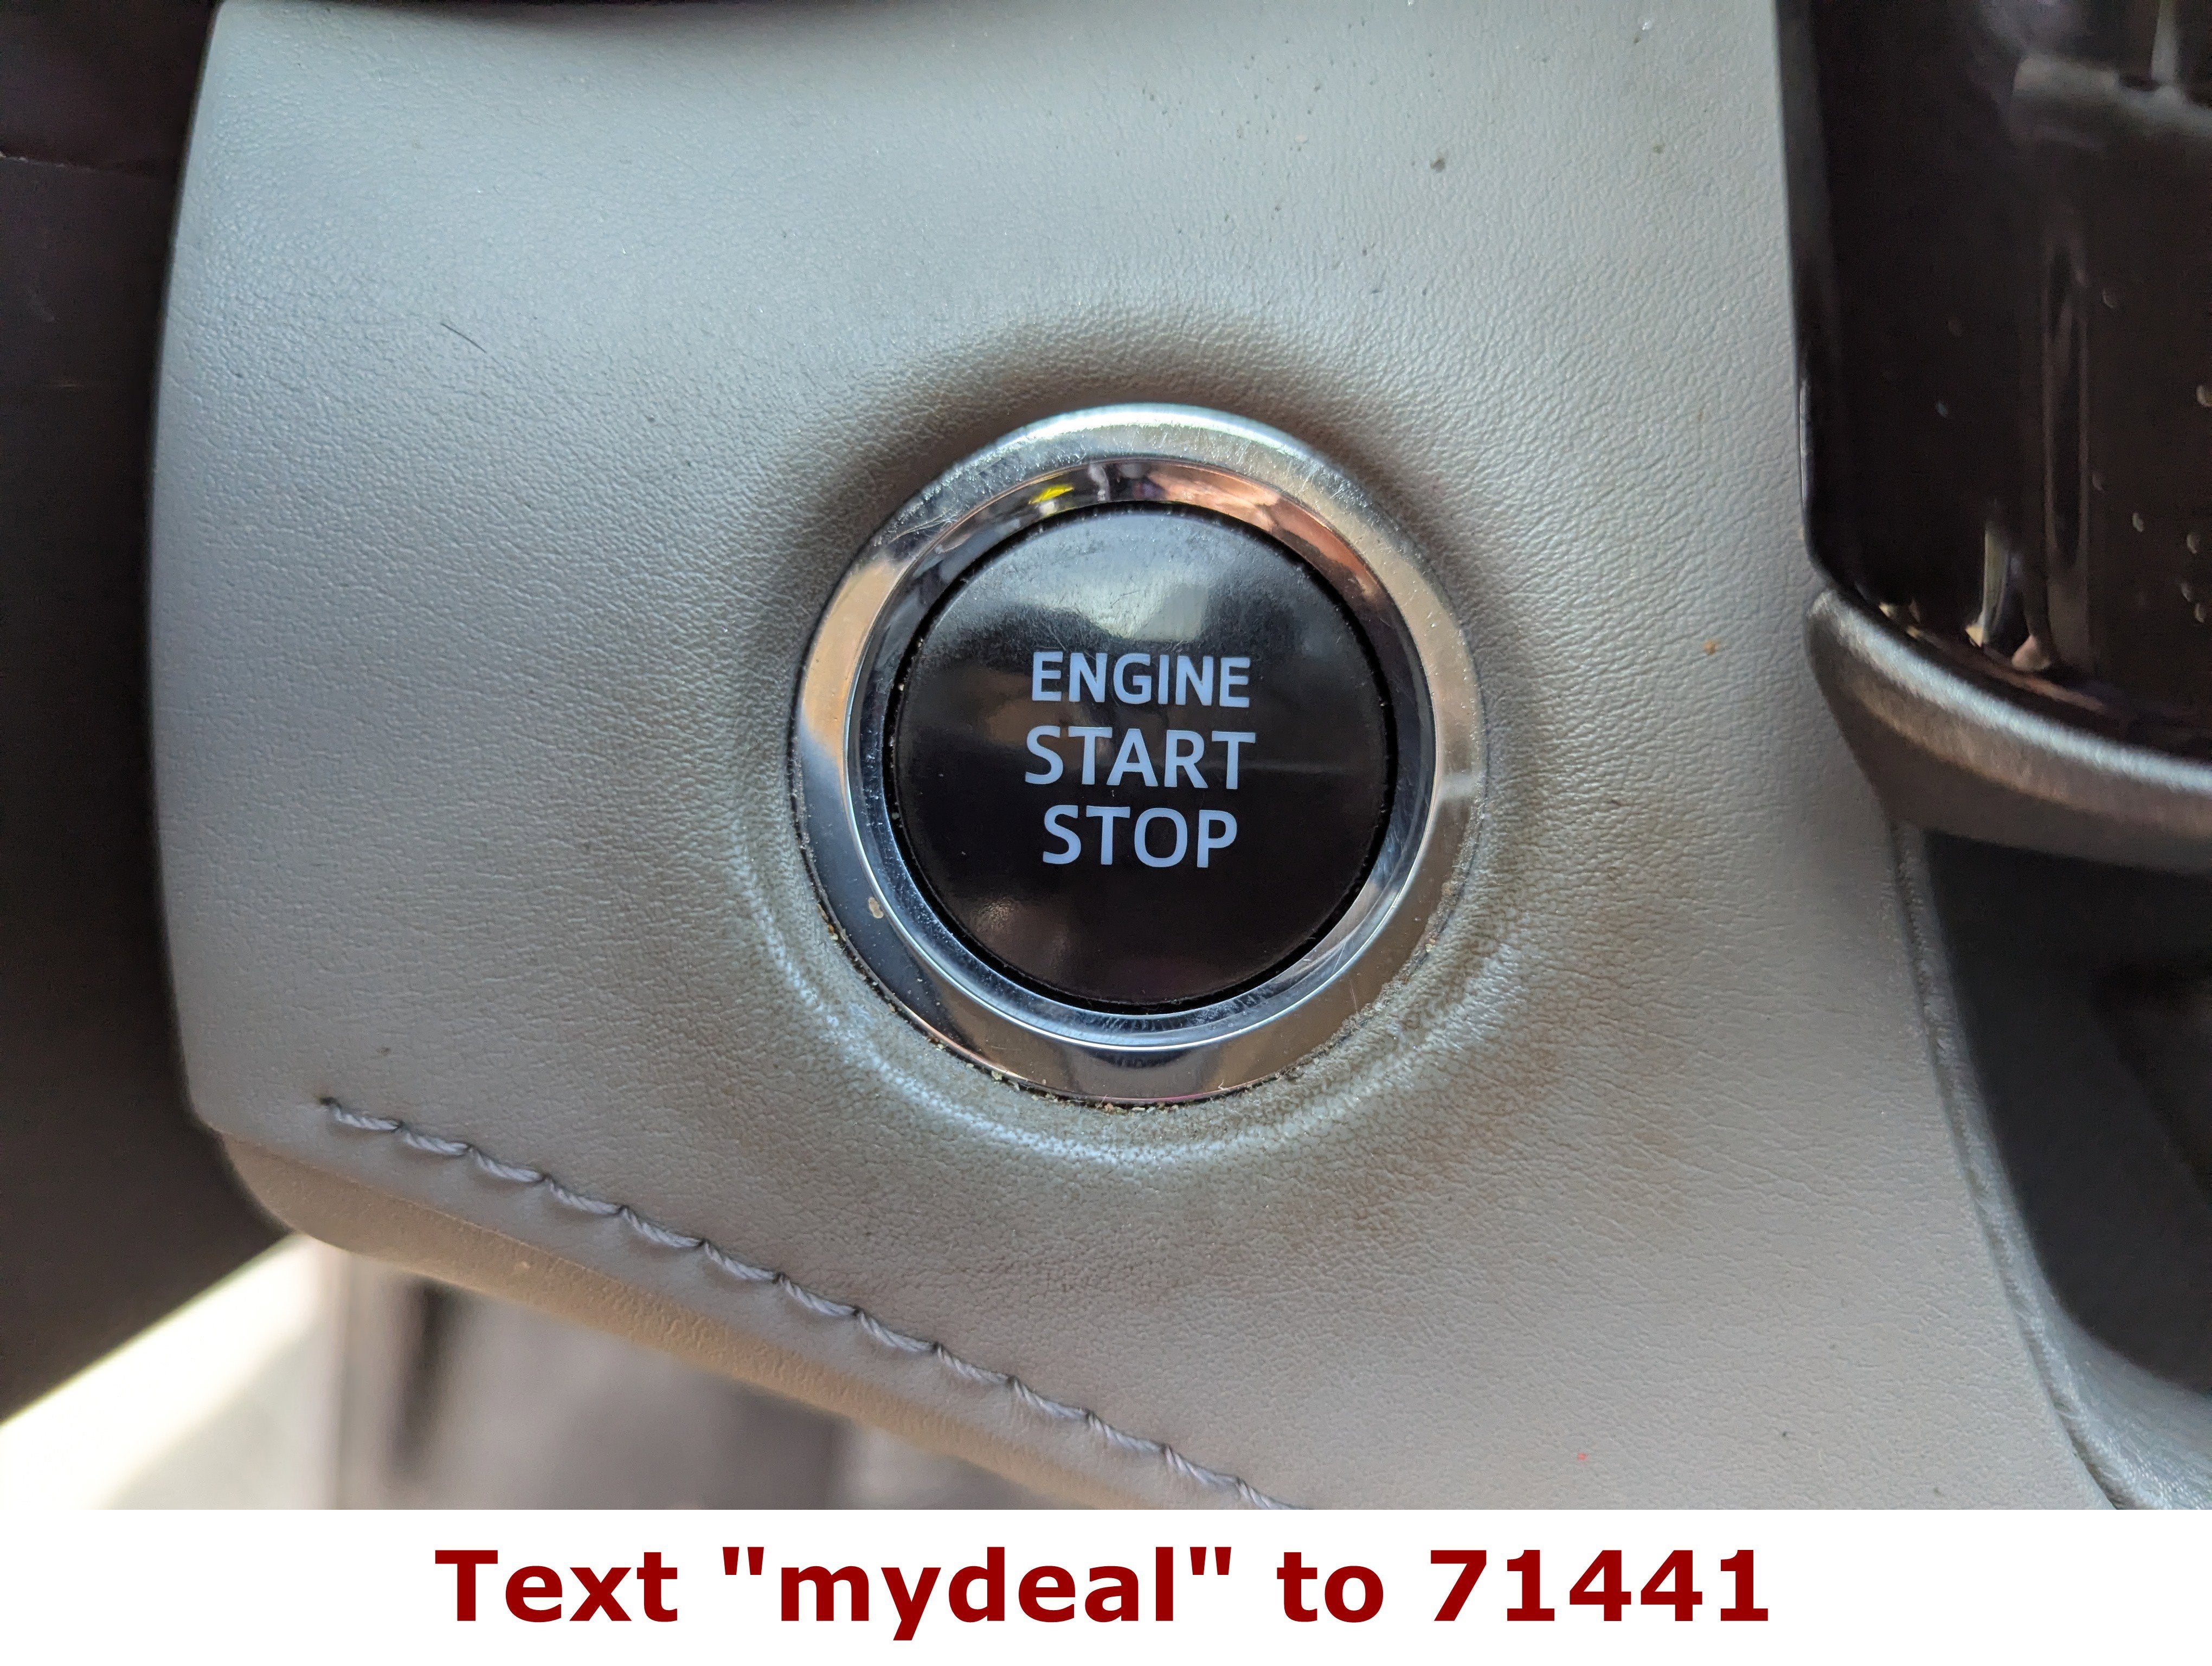 ENGINE
START
STOP
Text "mydeal" to 71441